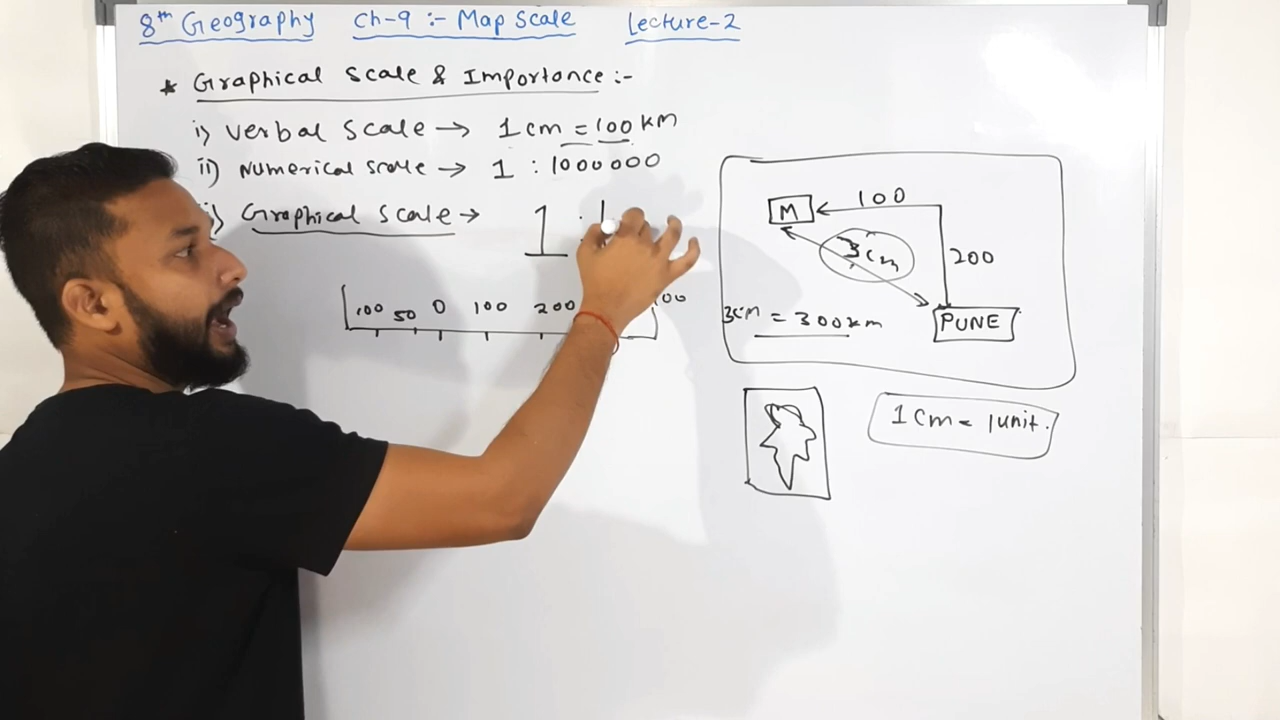 8th Geography Ch-9 :- Map Scale Lecture-2
* Graphical Scale & Importance :-
i) Verbal Scale → 1 cm = 100 km
ii) Numerical scale → 1 : 1000000
Graphical scale → 1 :
100 50 0 100 200
M 100
3cm 200
3cm = 300km PUNE
1 Cm = 1 unit.